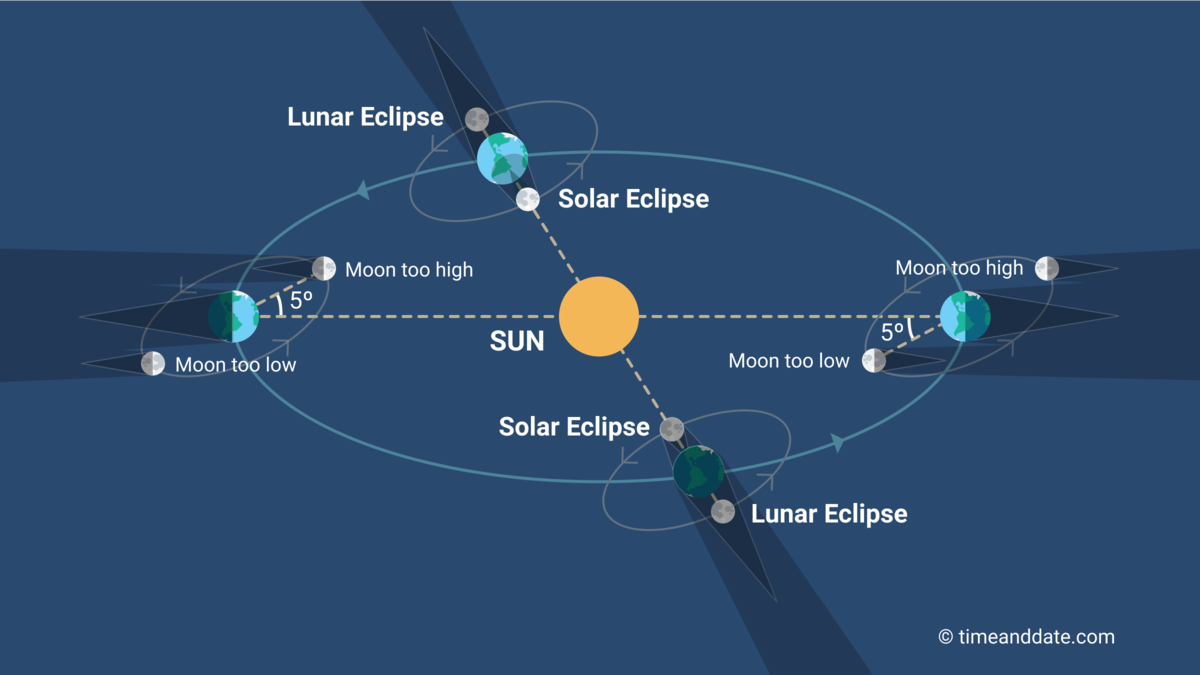 Lunar Eclipse
Solar Eclipse
Moon too high
5º
Moon too low
SUN
Moon too high
5º
Moon too low
Solar Eclipse
Lunar Eclipse
© timeanddate.com